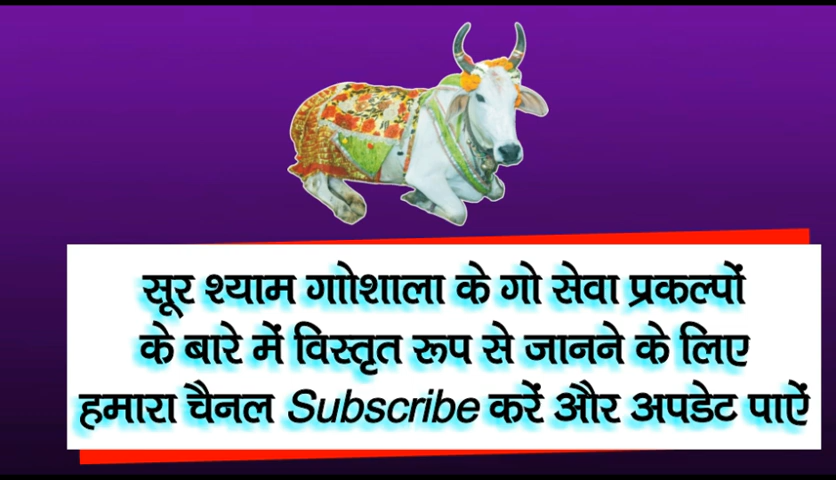 सूर श्याम गाोशाला के गो सेवा प्रकल्पों
के बारे में विस्तृत रुप से जानने के लिए
हमारा चैनल Subscribe करें और अपडेट पाऐं